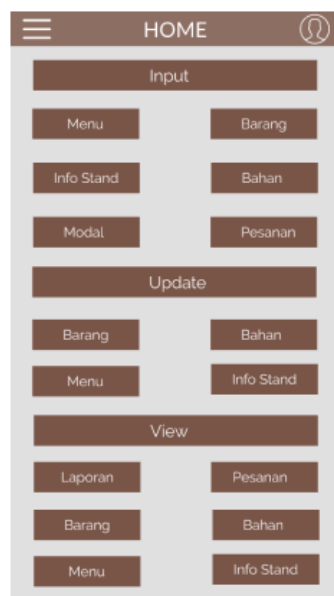 HOME
Input
Menu Barang
Info Stand Bahan
Modal Pesanan
Update
Barang Bahan
Menu Info Stand
View
Laporan Pesanan
Barang Bahan
Menu Info Stand